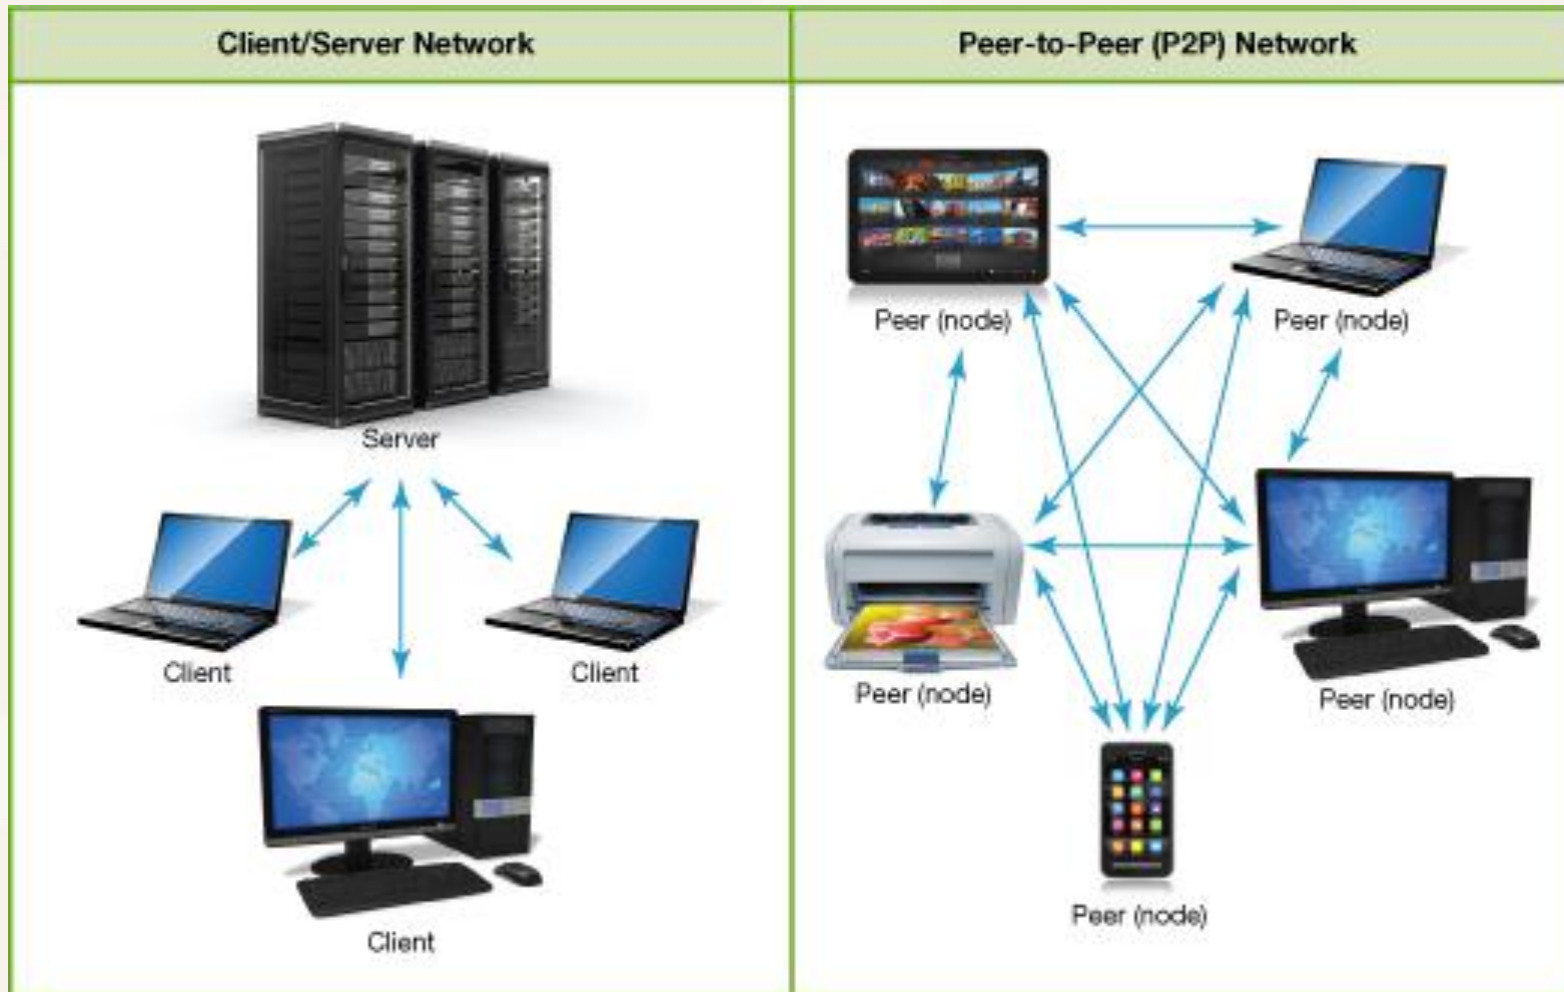 Client/Server Network
Server
Client
Client
Client
Peer-to-Peer (P2P) Network
Peer (node)
Peer (node)
Peer (node)
Peer (node)
Peer (node)